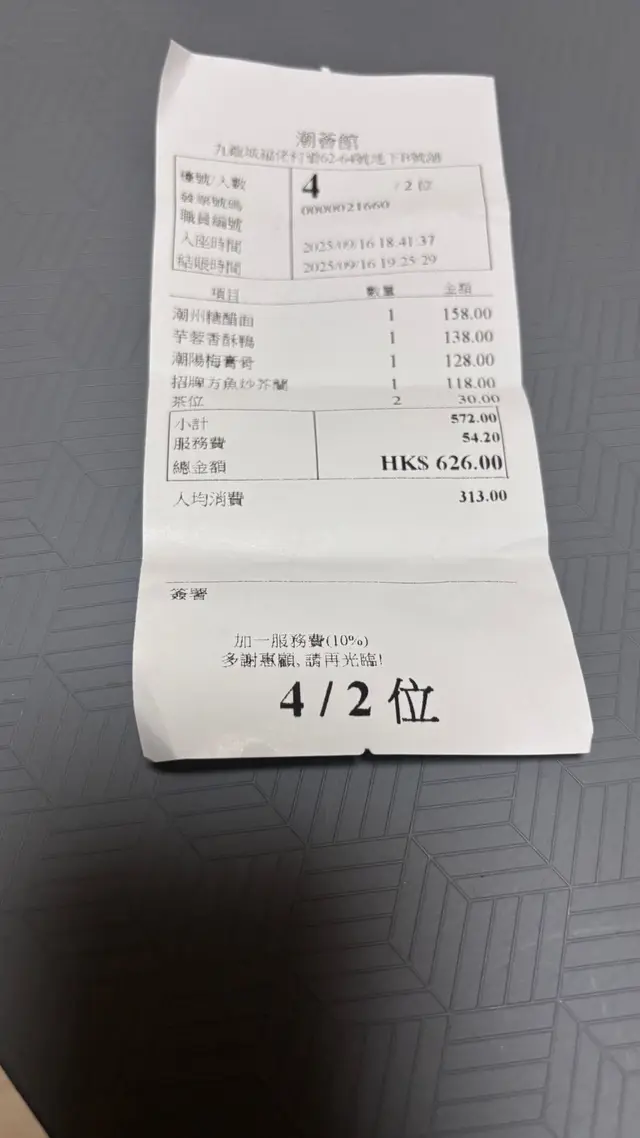 潮薈館
九龍城福佬村道62-64號地下B號舖
檯號/人數 4 / 2 位
發票號碼 0000021660
職員編號
入座時間 2025/09/16 18:41:37
結賬時間 2025/09/16 19:25:29
項目 數量 金額
潮州糖醋面 1 158.00
芋蓉香酥鴨 1 138.00
潮陽梅膏骨 1 128.00
招牌方魚炒芥蘭 1 118.00
茶位 2 30.00
小計 572.00
服務費 54.20
總金額 HK$ 626.00
人均消費 313.00
簽署
加一服務費(10%)
多謝惠顧,請再光臨!
4 / 2 位